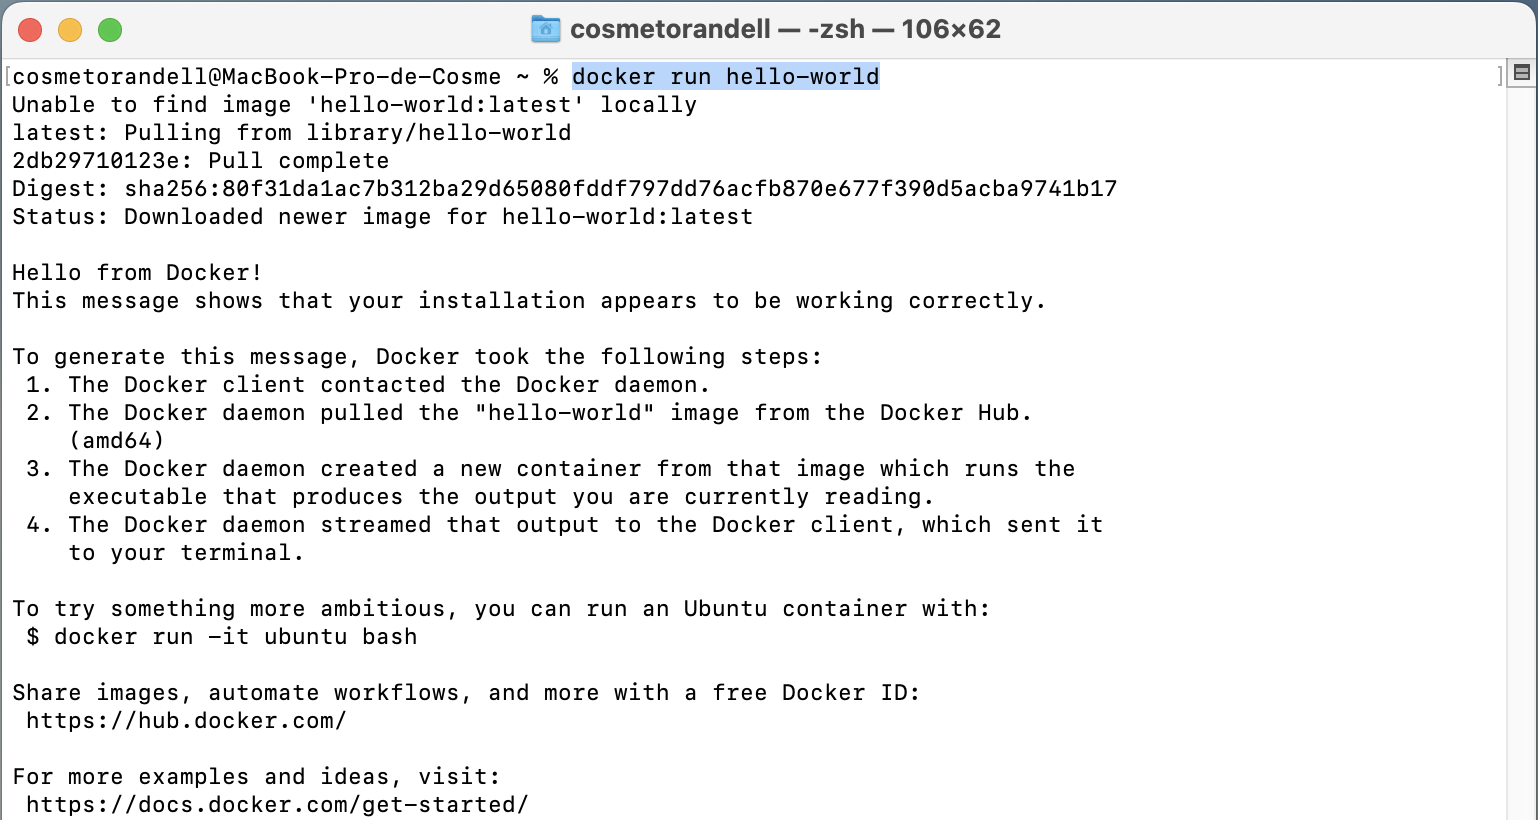 cosmetorandell — -zsh — 106×62
cosmetorandell@MacBook-Pro-de-Cosme ~ % docker run hello-world
Unable to find image 'hello-world:latest' locally
latest: Pulling from library/hello-world
2db29710123e: Pull complete
Digest: sha256:80f31da1ac7b312ba29d65080fddf797dd76acfb870e677f390d5acba9741b17
Status: Downloaded newer image for hello-world:latest

Hello from Docker!
This message shows that your installation appears to be working correctly.

To generate this message, Docker took the following steps:
 1. The Docker client contacted the Docker daemon.
 2. The Docker daemon pulled the "hello-world" image from the Docker Hub.
    (amd64)
 3. The Docker daemon created a new container from that image which runs the
    executable that produces the output you are currently reading.
 4. The Docker daemon streamed that output to the Docker client, which sent it
    to your terminal.

To try something more ambitious, you can run an Ubuntu container with:
 $ docker run -it ubuntu bash

Share images, automate workflows, and more with a free Docker ID:
 https://hub.docker.com/

For more examples and ideas, visit:
 https://docs.docker.com/get-started/